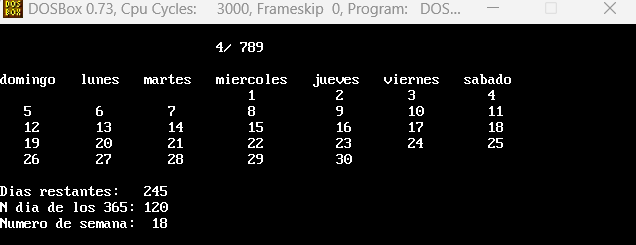 DOS BOX DOSBox 0.73, Cpu Cycles: 3000, Frameskip 0, Program: DOS...
4/ 789
domingo lunes martes miercoles jueves viernes sabado
1 2 3 4
5 6 7 8 9 10 11
12 13 14 15 16 17 18
19 20 21 22 23 24 25
26 27 28 29 30
Dias restantes: 245
N dia de los 365: 120
Numero de semana: 18